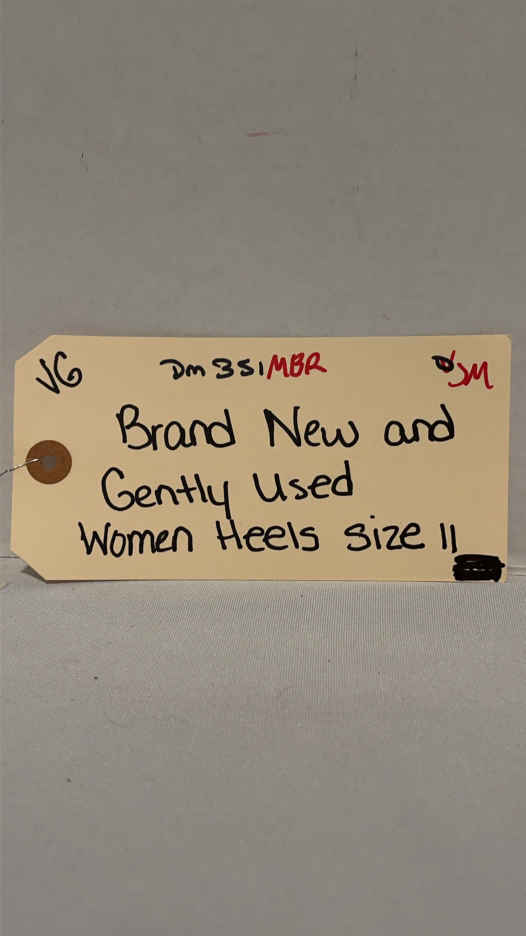 VG Dm 351 MBR JM
Brand New and
Gently Used
Women Heels size 11